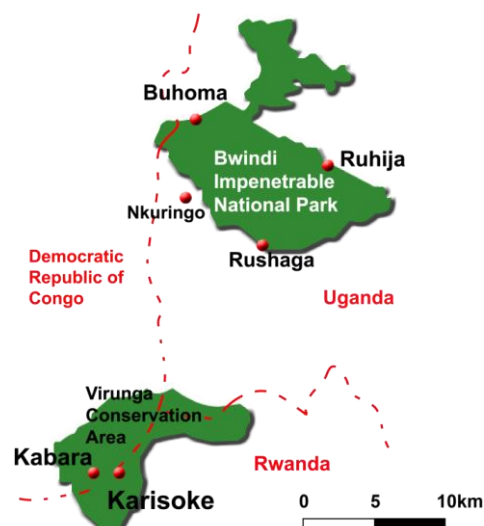 Buhoma
Bwindi
Impenetrable
National Park
Ruhija
Nkuringo
Rushaga
Democratic
Republic of
Congo
Uganda
Virunga
Conservation
Area
Kabara
Karisoke
Rwanda
0 5 10km